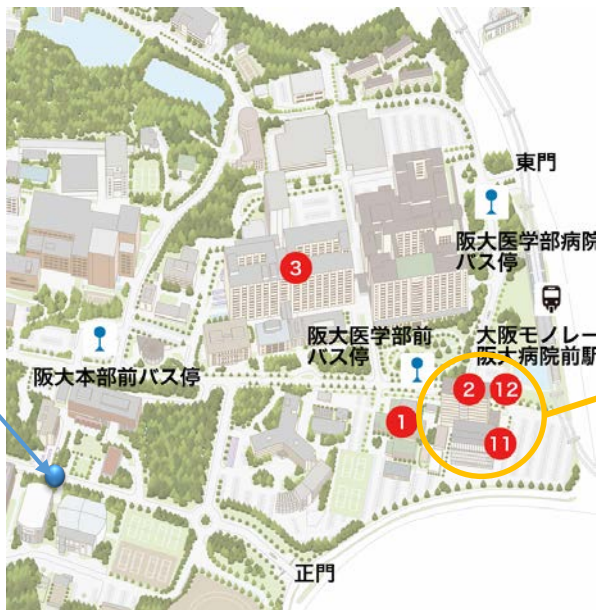 東門
阪大医学部病院
バス停
3
阪大医学部前
バス停
大阪モノレー
阪大病院前駅
阪大本部前バス停
2
12
1
11
正門